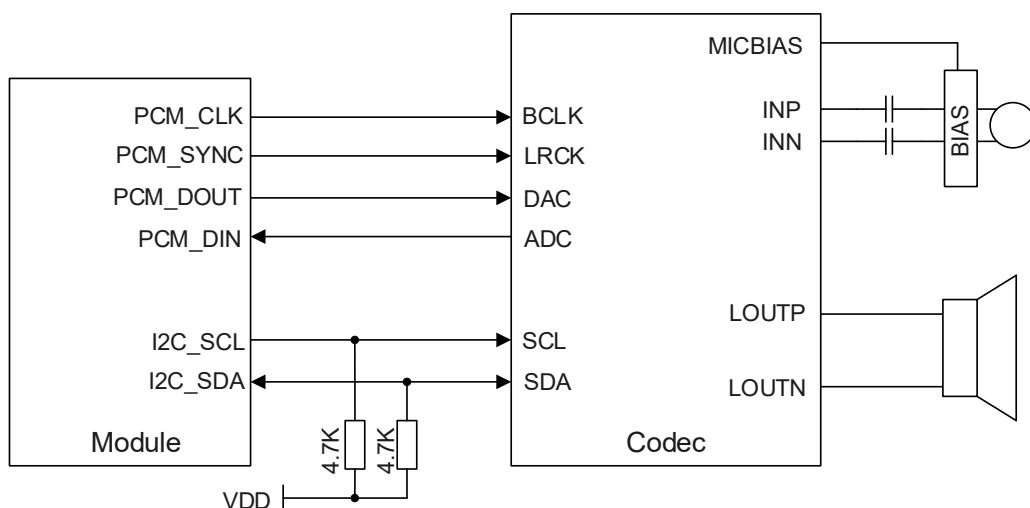 MICBIAS
PCM_CLK
BCLK
INP
PCM_SYNC
LRCK
INN
BIAS
PCM_DOUT
DAC
PCM_DIN
ADC
LOUTP
I2C_SCL
SCL
I2C_SDA
SDA
LOUTN
Module
4.7K
4.7K
Codec
VDD